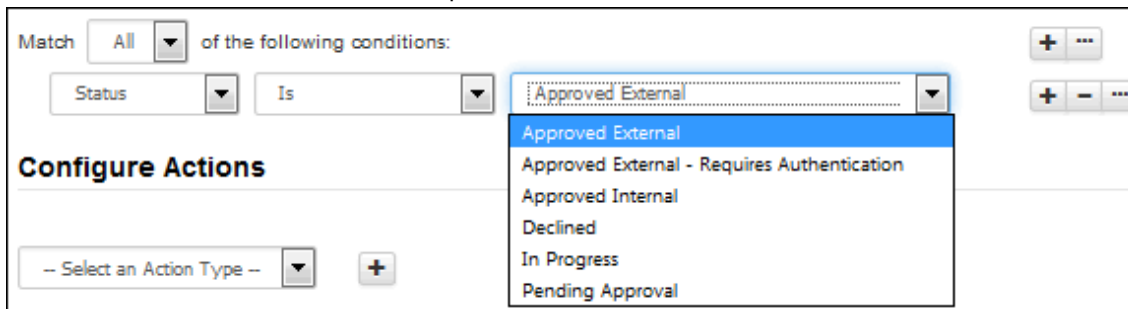 Match All of the following conditions:
Status Is Approved External
Approved External
Approved External - Requires Authentication
Configure Actions
Approved Internal
Declined
In Progress
-- Select an Action Type --
Pending Approval